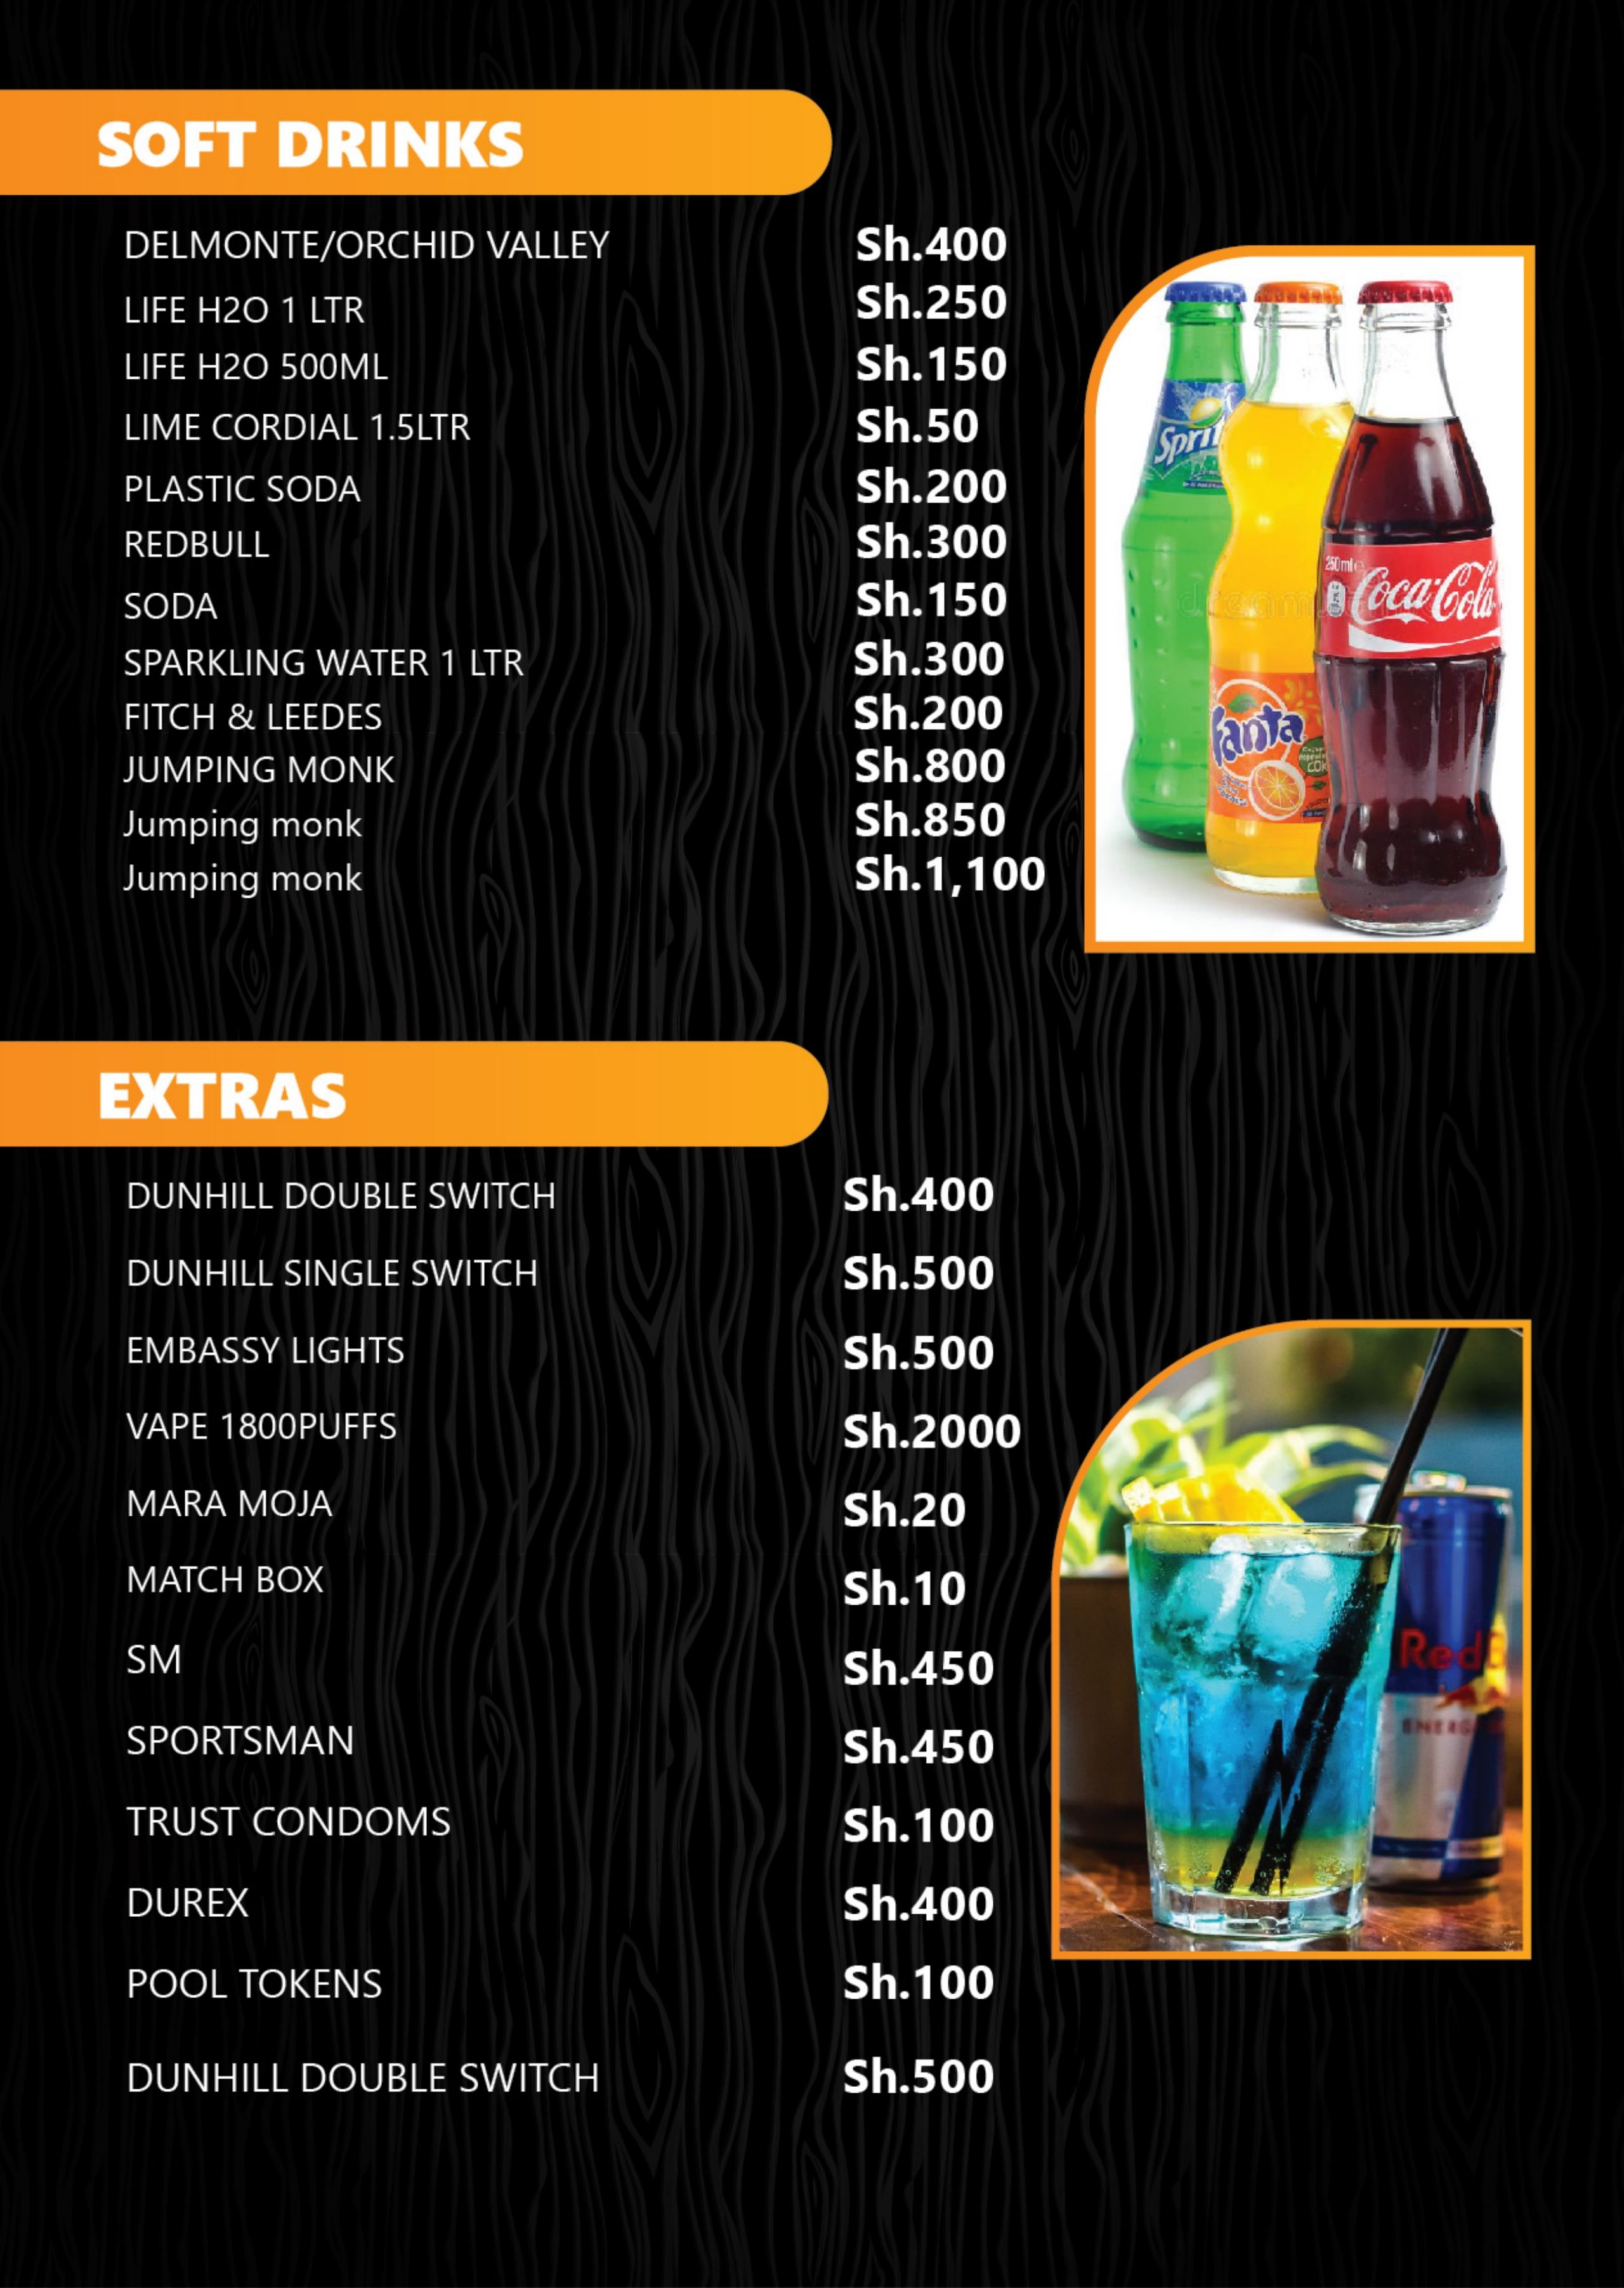 SOFT DRINKS
DELMONTE/ORCHID VALLEY Sh.400
LIFE H2O 1 LTR Sh.250
LIFE H2O 500ML Sh.150
LIME CORDIAL 1.5LTR Sh.50
PLASTIC SODA Sh.200
REDBULL Sh.300
SODA Sh.150
SPARKLING WATER 1 LTR Sh.300
FITCH & LEEDES Sh.200
JUMPING MONK Sh.800
Jumping monk Sh.850
Jumping monk Sh.1,100
Sprit
fanta
250ml
Coca-Cola
EXTRAS
DUNHILL DOUBLE SWITCH Sh.400
DUNHILL SINGLE SWITCH Sh.500
EMBASSY LIGHTS Sh.500
VAPE 1800PUFFS Sh.2000
MARA MOJA Sh.20
MATCH BOX Sh.10
SM Sh.450
SPORTSMAN Sh.450
TRUST CONDOMS Sh.100
DUREX Sh.400
POOL TOKENS Sh.100
DUNHILL DOUBLE SWITCH Sh.500
RedB
ENERG